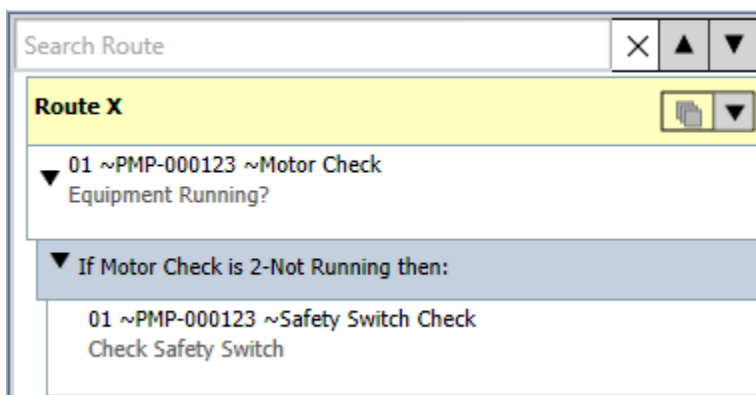 Search Route
Route X
01 ~PMP-000123 ~Motor Check
Equipment Running?
If Motor Check is 2-Not Running then:
01 ~PMP-000123 ~Safety Switch Check
Check Safety Switch